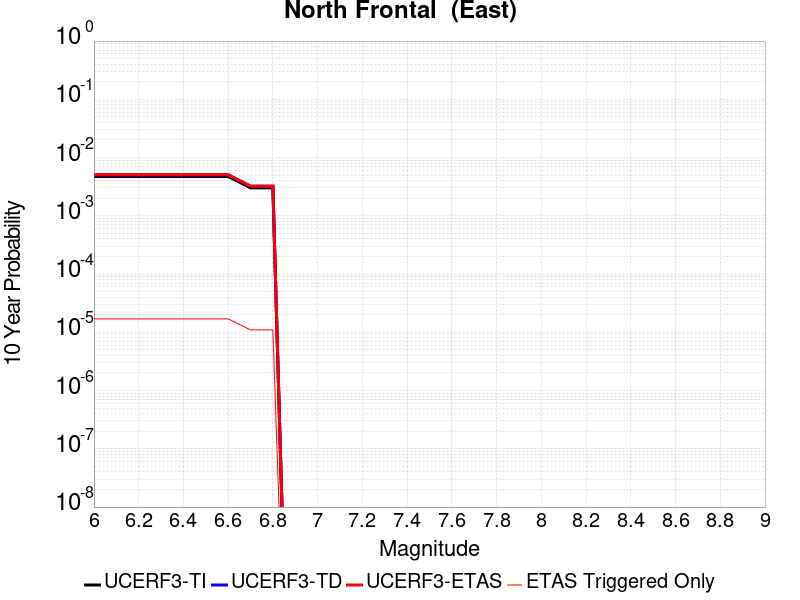 North Frontal  (East)
10 Year Probability
10^0
10^-1
10^-2
10^-3
10^-4
10^-5
10^-6
10^-7
10^-8
6 6.2 6.4 6.6 6.8 7 7.2 7.4 7.6 7.8 8 8.2 8.4 8.6 8.8 9
Magnitude
UCERF3-TI UCERF3-TD UCERF3-ETAS ETAS Triggered Only